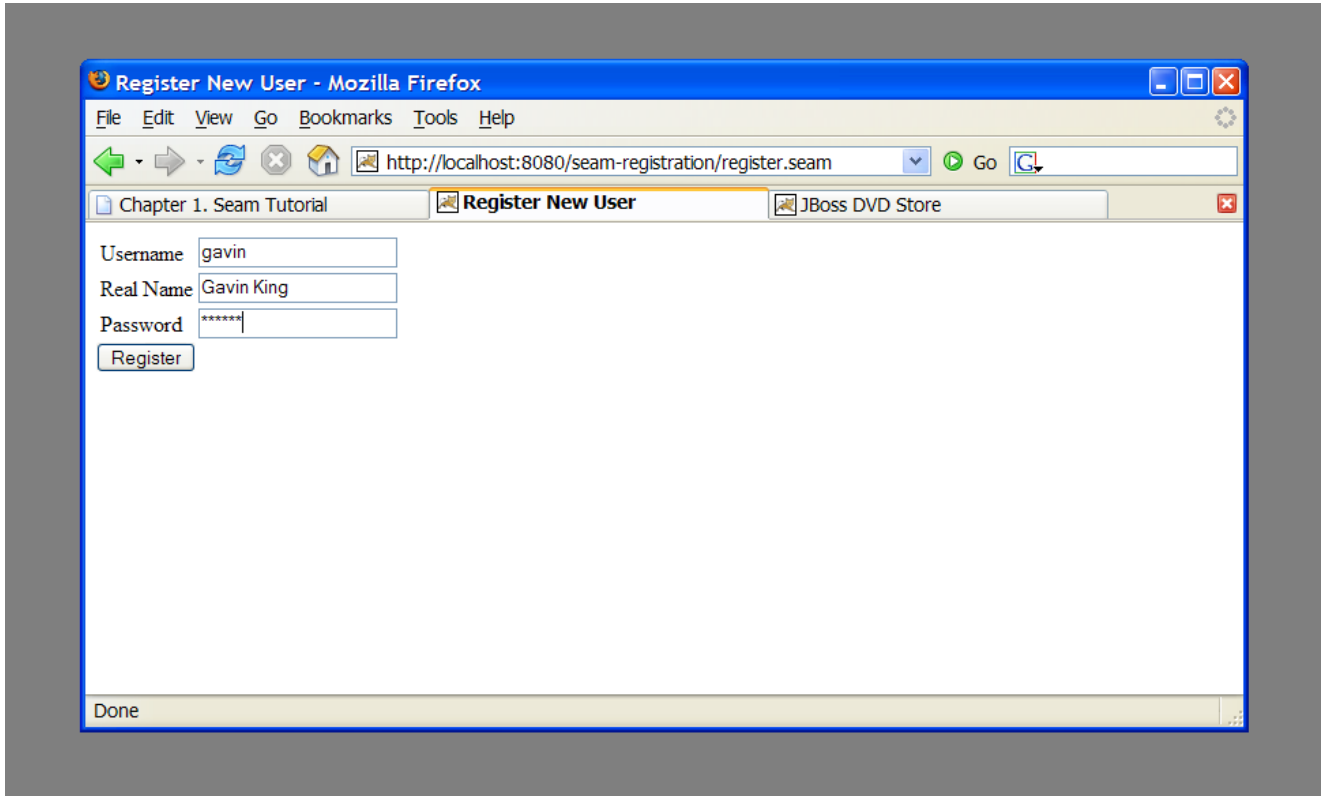 Register New User - Mozilla Firefox
File Edit View Go Bookmarks Tools Help
http://localhost:8080/seam-registration/register.seam Go G
Chapter 1. Seam Tutorial Register New User JBoss DVD Store
Username gavin
Real Name Gavin King
Password ******
Register
Done